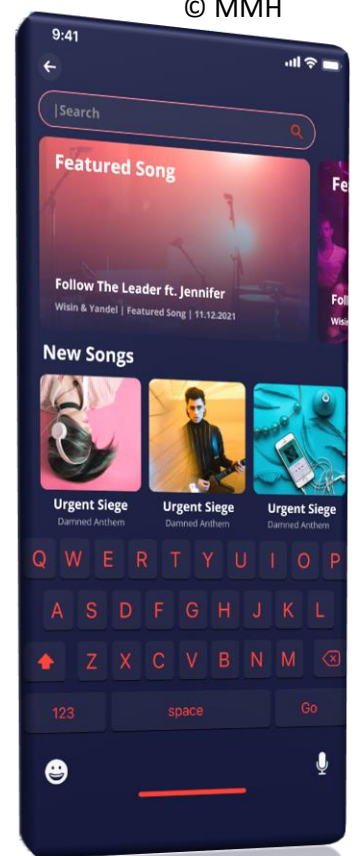 © MMH
9:41
|Search
Featured Song
Fe
Follow The Leader ft. Jennifer
Foll
Wisin & Yandel | Featured Song | 11.12.2021
Wisin
New Songs
Urgent Siege
Urgent Siege
Urgent Siege
Damned Anthem
Damned Anthem
Damned Anthem
Q W E R T Y U I O P
A S D F G H J K L
Z X C V B N M
123 space Go